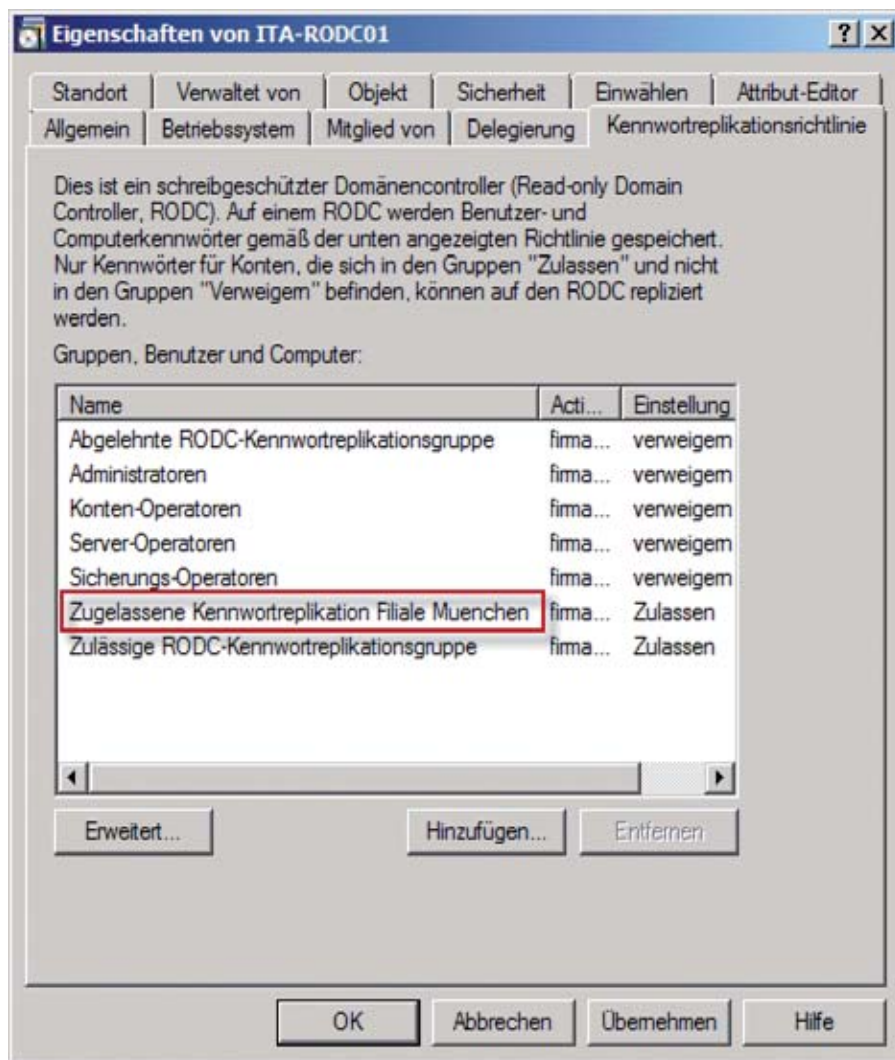 Eigenschaften von ITA-RODC01
Standort Verwaltet von Objekt Sicherheit Einwählen Attribut-Editor
Allgemein Betriebssystem Mitglied von Delegierung Kennwortreplikationsrichtlinie
Dies ist ein schreibgeschützter Domänencontroller (Read-only Domain
Controller, RODC). Auf einem RODC werden Benutzer- und
Computerkennwörter gemäß der unten angezeigten Richtlinie gespeichert.
Nur Kennwörter für Konten, die sich in den Gruppen "Zulassen" und nicht
in den Gruppen "Verweigern" befinden, können auf den RODC repliziert
werden.
Gruppen, Benutzer und Computer:
Name Acti... Einstellung
Abgelehnte RODC-Kennwortreplikationsgruppe firma... verweigern
Administratoren firma... verweigern
Konten-Operatoren firma... verweigern
Server-Operatoren firma... verweigern
Sicherungs-Operatoren firma... verweigern
Zugelassene Kennwortreplikation Filiale Muenchen firma... Zulassen
Zulässige RODC-Kennwortreplikationsgruppe firma... Zulassen
Erweitert... Hinzufügen... Entfernen
OK Abbrechen Übernehmen Hilfe